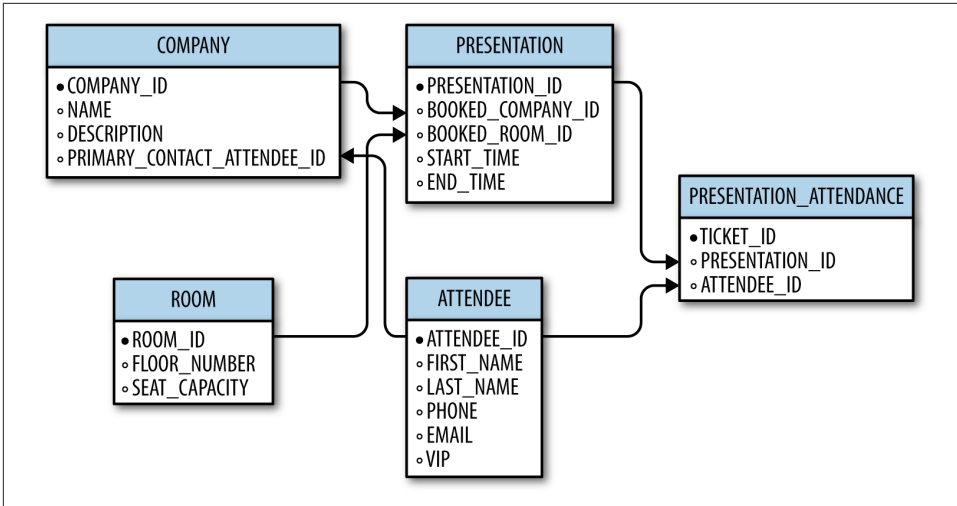 COMPANY
COMPANY_ID
NAME
DESCRIPTION
PRIMARY_CONTACT_ATTENDEE_ID
PRESENTATION
PRESENTATION_ID
BOOKED_COMPANY_ID
BOOKED_ROOM_ID
START_TIME
END_TIME
PRESENTATION_ATTENDANCE
TICKET_ID
PRESENTATION_ID
ATTENDEE_ID
ROOM
ROOM_ID
FLOOR_NUMBER
SEAT_CAPACITY
ATTENDEE
ATTENDEE_ID
FIRST_NAME
LAST_NAME
PHONE
EMAIL
VIP